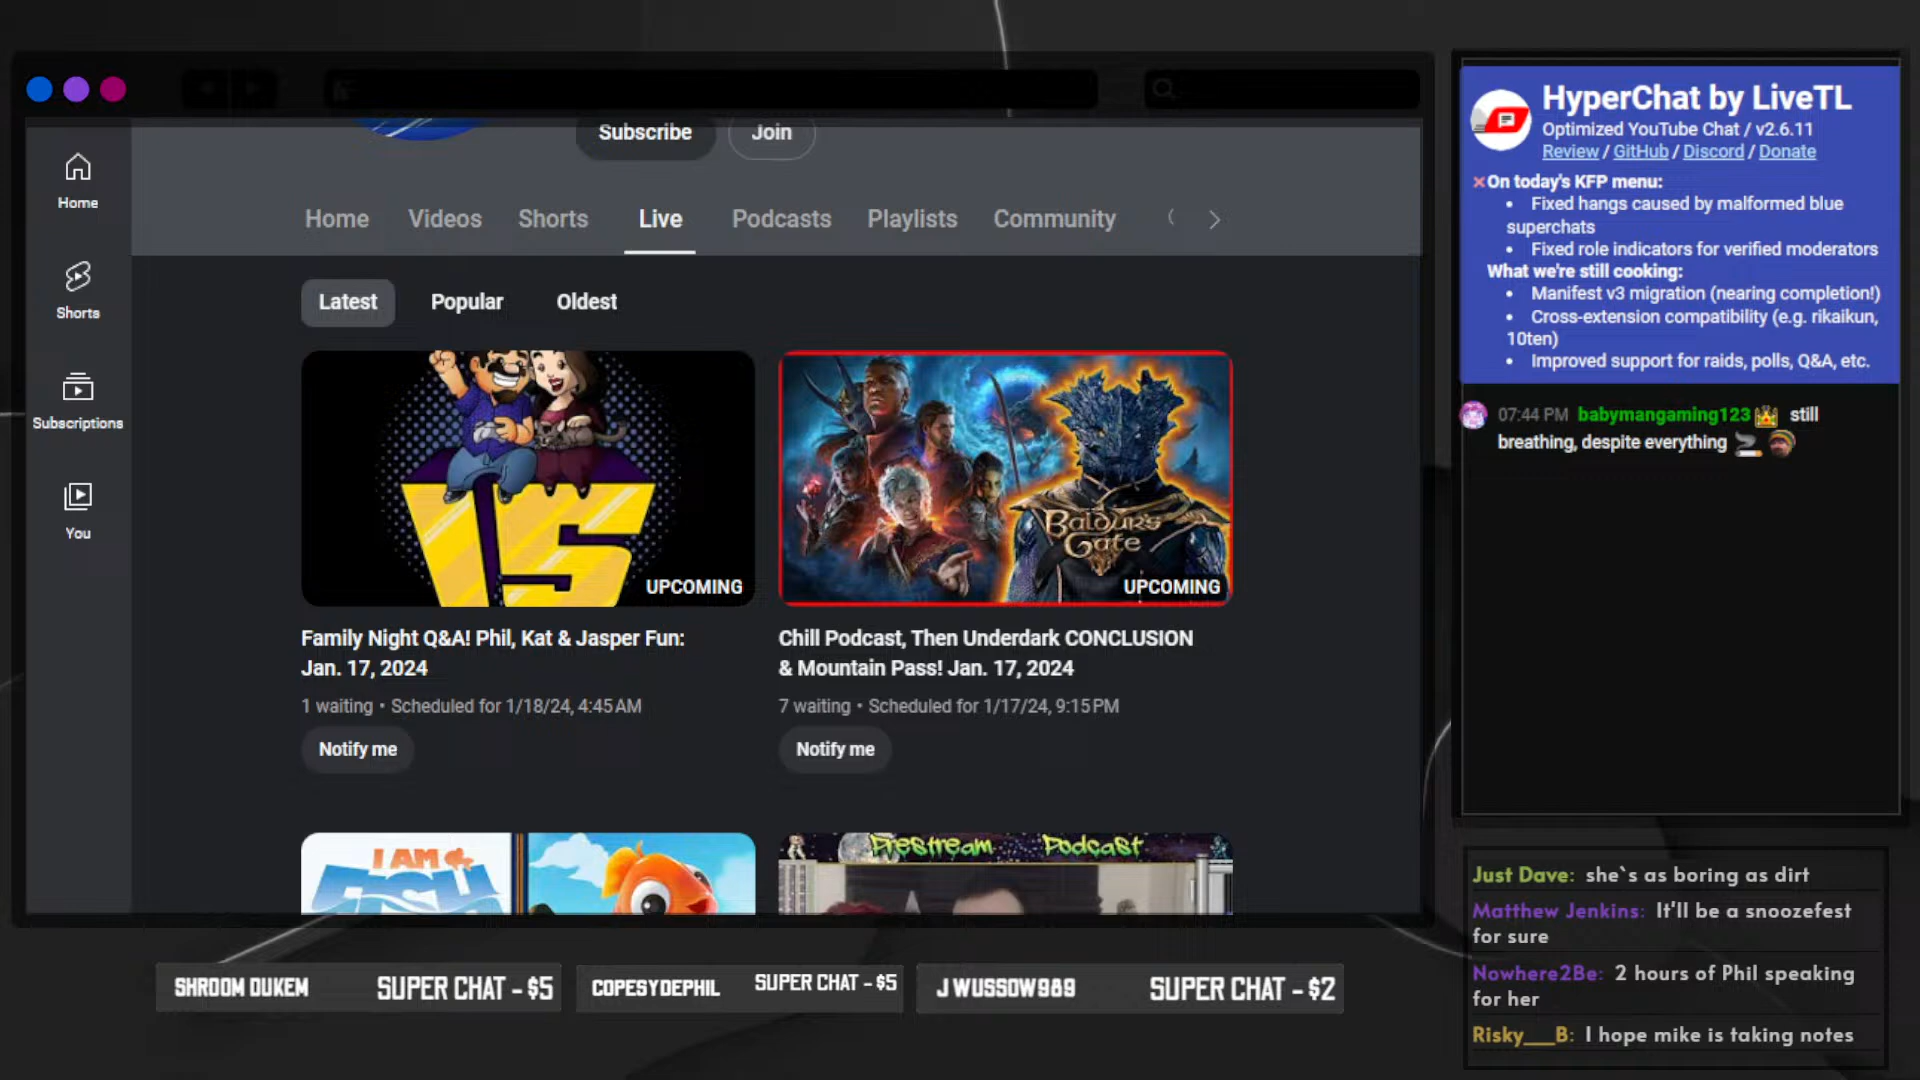 Subscribe
Join
Home
Shorts
Subscriptions
You
Home
Videos
Shorts
Live
Podcasts
Playlists
Community
Latest
Popular
Oldest
15
UPCOMING
Baldur's
Gate
UPCOMING
Family Night Q&A! Phil, Kat & Jasper Fun:
Jan. 17, 2024
1 waiting • Scheduled for 1/18/24, 4:45 AM
Notify me
Chill Podcast, Then Underdark CONCLUSION
& Mountain Pass! Jan. 17, 2024
7 waiting • Scheduled for 1/17/24, 9:15 PM
Notify me
I AM
FISH
Prestream Podcast
HyperChat by LiveTL
Optimized YouTube Chat / v2.6.11
Review / GitHub / Discord / Donate
On today's KFP menu:
• Fixed hangs caused by malformed blue
superchats
• Fixed role indicators for verified moderators
What we're still cooking:
• Manifest v3 migration (nearing completion!)
• Cross-extension compatibility (e.g. rikaikun,
10ten)
• Improved support for raids, polls, Q&A, etc.
07:44 PM babymangaming123 still
breathing, despite everything
Just Dave: she`s as boring as dirt
Matthew Jenkins: It'll be a snoozefest
for sure
Nowhere2Be: 2 hours of Phil speaking
for her
Risky___B: I hope mike is taking notes
SHROOM DUKEM SUPER CHAT - $5
COPESYDEPHIL SUPER CHAT - $5
J WUSSOW989 SUPER CHAT - $2